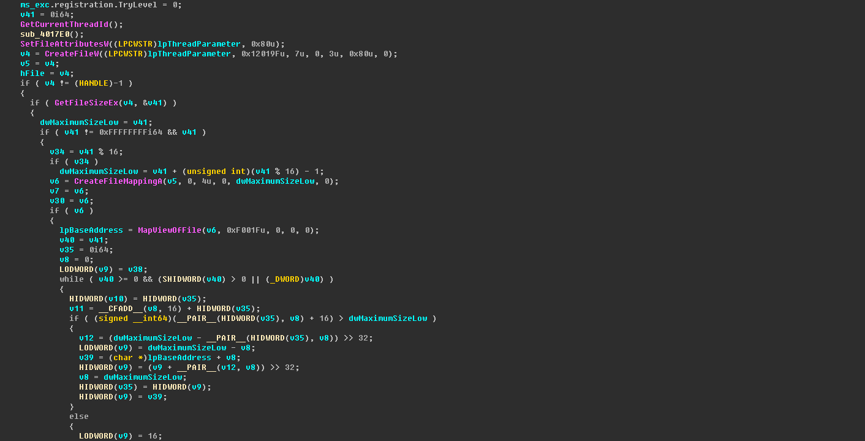 ms_exc.registration.TryLevel = 0;
v41 = 0i64;
GetCurrentThreadId();
sub_4017E0();
SetFileAttributesW((LPCWSTR)lpThreadParameter, 0x80u);
v4 = CreateFileW((LPCWSTR)lpThreadParameter, 0x12019Fu, 7u, 0, 3u, 0x80u, 0);
v5 = v4;
hFile = v4;
if ( v4 != (HANDLE)-1 )
{
if ( GetFileSizeEx(v4, &v41) )
{
dwMaximumSizeLow = v41;
if ( v41 != 0xFFFFFFFFi64 && v41 )
{
v34 = v41 % 16;
if ( v34 )
dwMaximumSizeLow = v41 + (unsigned int)(v41 % 16) - 1;
v6 = CreateFileMappingA(v5, 0, 4u, 0, dwMaximumSizeLow, 0);
v7 = v6;
v30 = v6;
if ( v6 )
{
lpBaseAddress = MapViewOfFile(v6, 0xF001Fu, 0, 0, 0);
v40 = v41;
v35 = 0i64;
v8 = 0;
LODWORD(v9) = v38;
while ( v40 >= 0 && (SHIDWORD(v40) > 0 || (_DWORD)v40) )
{
HIDWORD(v10) = HIDWORD(v35);
v11 = __CFADD__(v8, 16) + HIDWORD(v35);
if ( (signed __int64)(__PAIR__(HIDWORD(v35), v8) + 16) > dwMaximumSizeLow )
{
v12 = (dwMaximumSizeLow - __PAIR__(HIDWORD(v35), v8)) >> 32;
LODWORD(v9) = dwMaximumSizeLow - v8;
v39 = (char *)lpBaseAddress + v8;
HIDWORD(v9) = (v9 + __PAIR__(v12, v8)) >> 32;
v8 = dwMaximumSizeLow;
HIDWORD(v35) = HIDWORD(v9);
HIDWORD(v9) = v39;
}
else
{
LODWORD(v9) = 16;